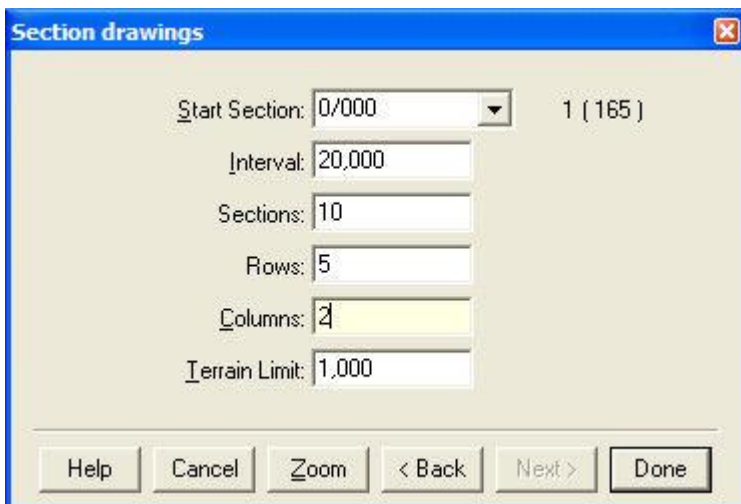 Section drawings
Start Section: 0/000 1 ( 165 )
Interval: 20,000
Sections: 10
Rows: 5
Columns: 2
Terrain Limit: 1,000
Help Cancel Zoom < Back Next > Done